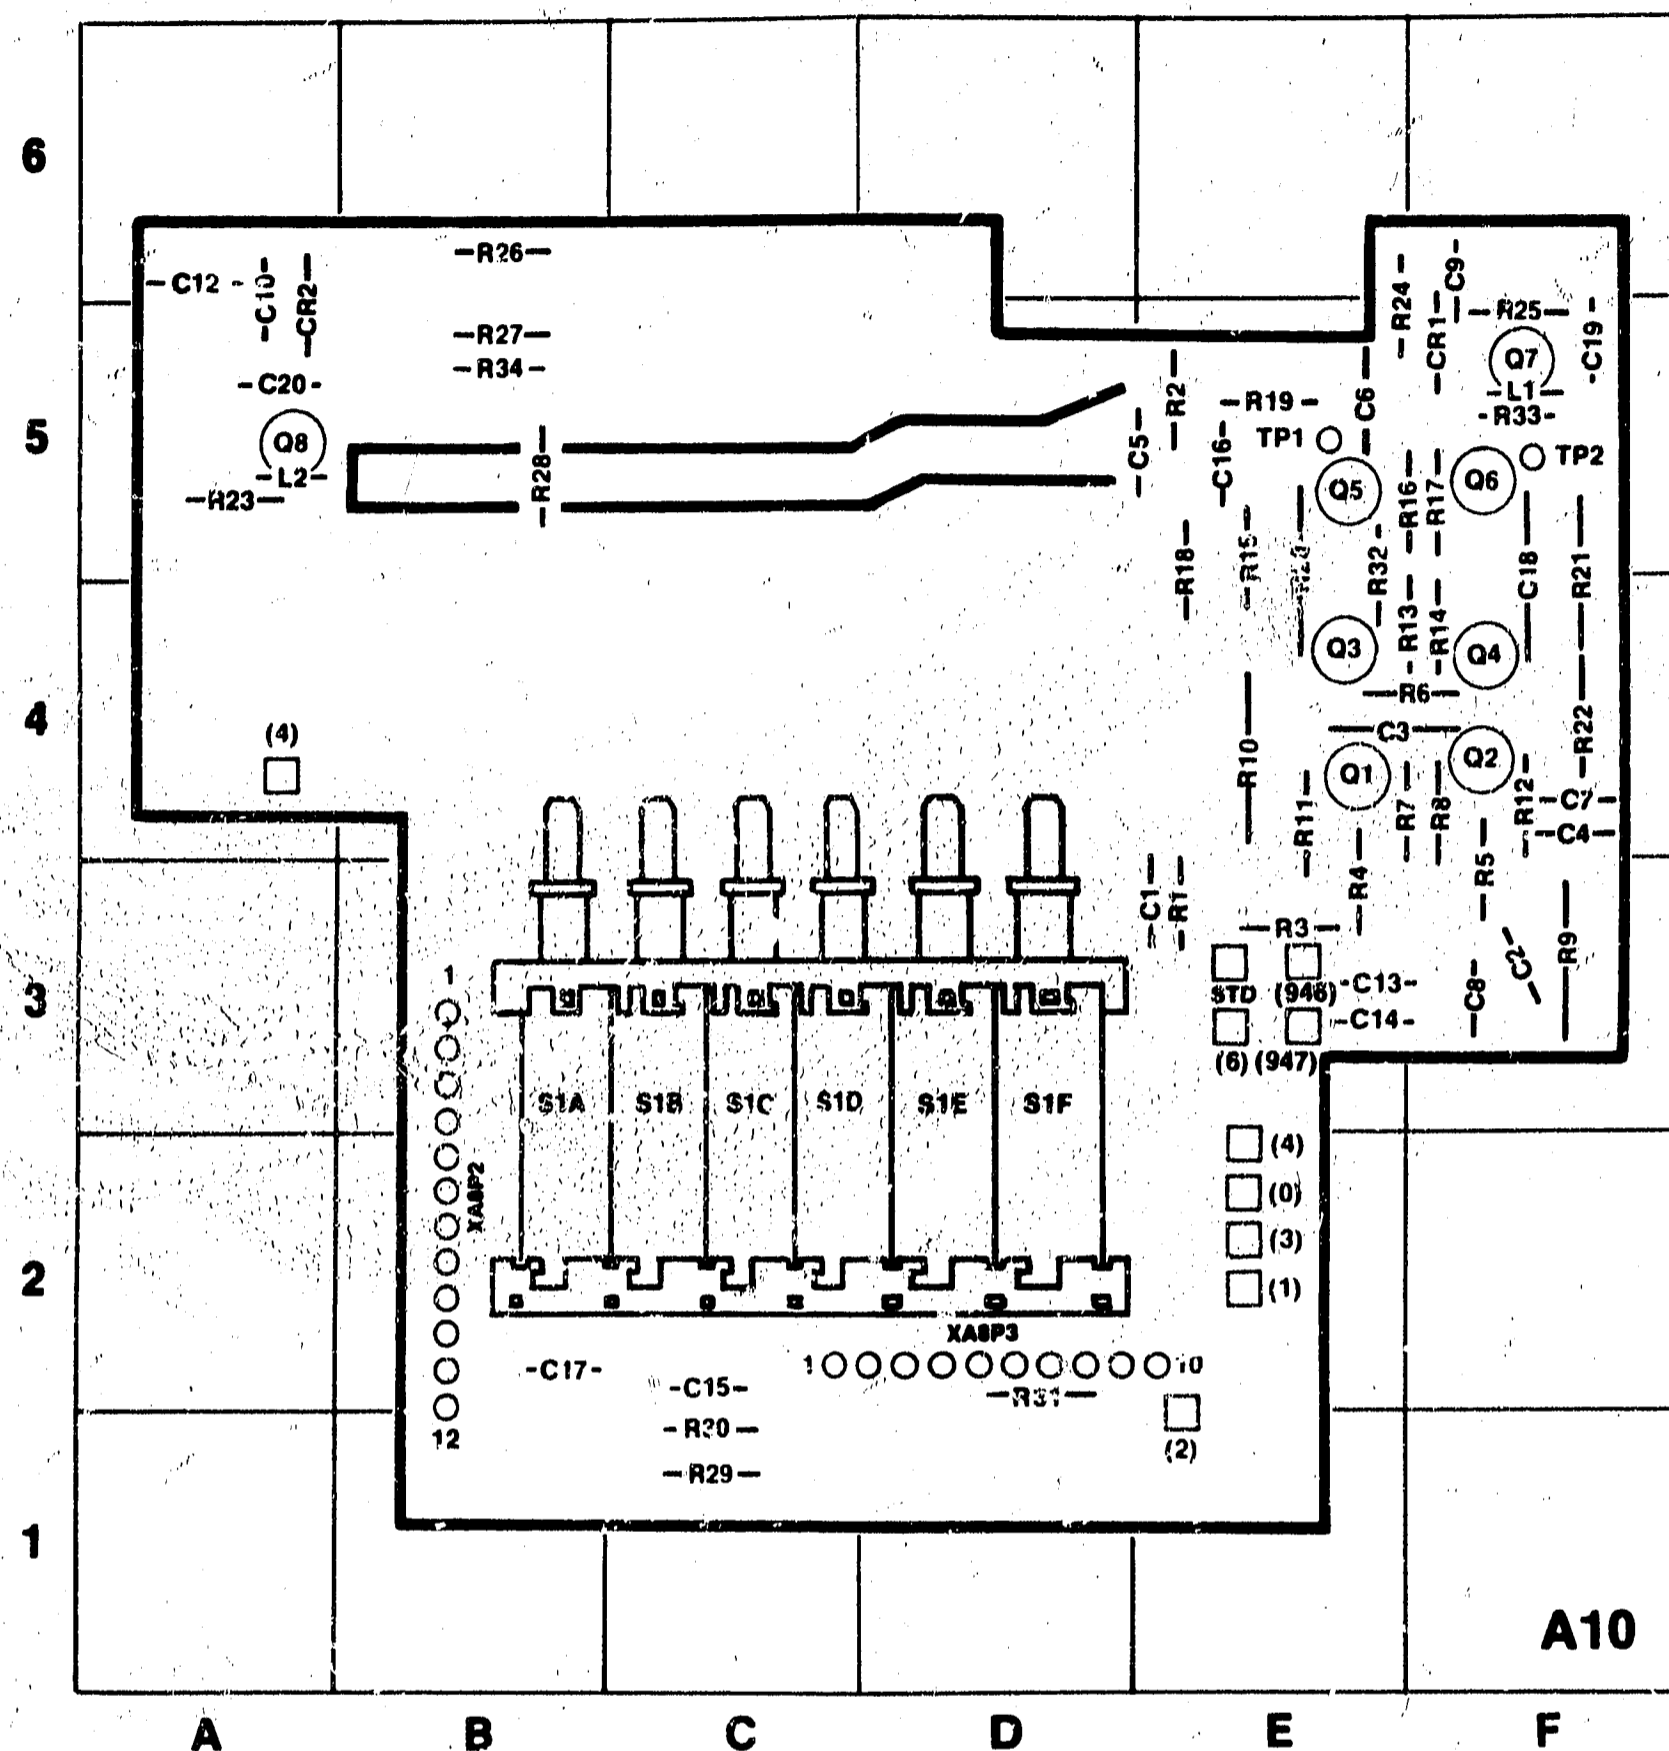 6
-R26-
-C12-
-C10-
-CR2-
-R24-
-C9-
-R25-
-CR1-
-C19-
-R27-
-R34-
Q7
-C20-
-L1-
-R2-
-R19-
-C6-
-R33-
5
Q8
-C5-
-C16-
TP1
TP2
-L2-
-R28-
-R23-
Q5
-R16-
-R17-
Q6
-R18-
-R15-
-R32-
-C18-
-R21-
-R13-
-R14-
Q3
Q4
-R6-
4
(4)
-C3-
-R22-
-R10-
Q1
Q2
-R11-
-R7-
-R8-
-R12-
-C7-
-C4-
-C1-
-R1-
-R4-
-R5-
-R3-
-C2-
-R9-
3
1
STD
(946)
-C13-
-C8-
-C14-
(6)
(947)
S1A
S1B
S1C
S1D
S1E
S1F
(4)
XA8P2
(0)
(3)
2
(1)
XA8P3
-C17-
1
10
-C15-
-R31-
12
-R30-
(2)
-R29-
1
A10
A
B
C
D
E
F